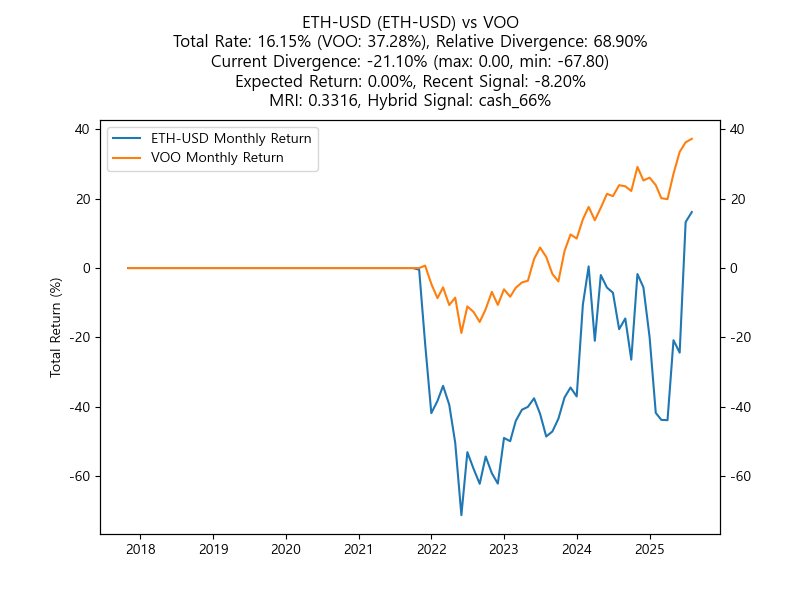 ETH-USD (ETH-USD) vs VOO
Total Rate: 16.15% (VOO: 37.28%), Relative Divergence: 68.90%
Current Divergence: -21.10% (max: 0.00, min: -67.80)
Expected Return: 0.00%, Recent Signal: -8.20%
MRI: 0.3316, Hybrid Signal: cash_66%
ETH-USD Monthly Return
VOO Monthly Return
Total Return (%)
40
20
0
-20
-40
-60
40
20
0
-20
-40
-60
2018 2019 2020 2021 2022 2023 2024 2025